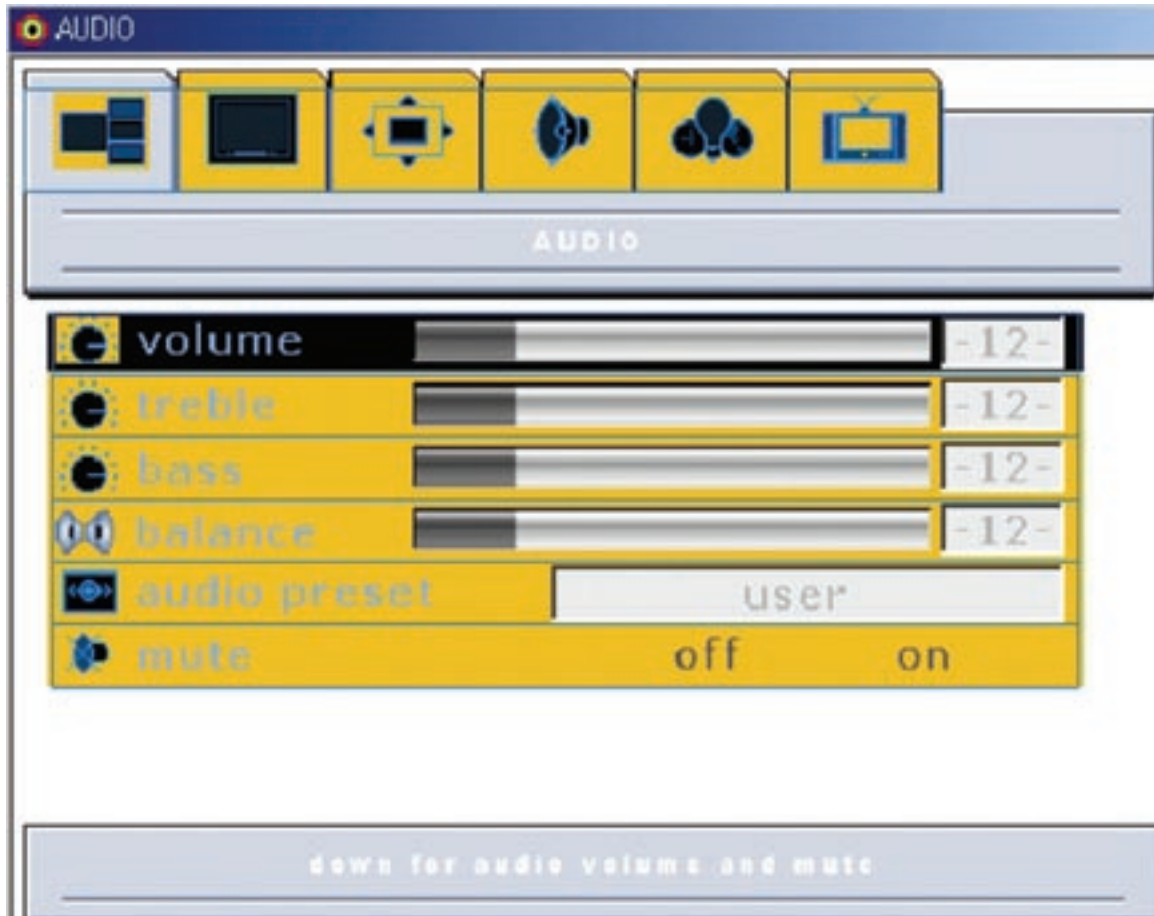 AUDIO
AUDIO
volume -12-
treble -12-
bass -12-
balance -12-
audio preset user
mute off on
down for audio volume and mute